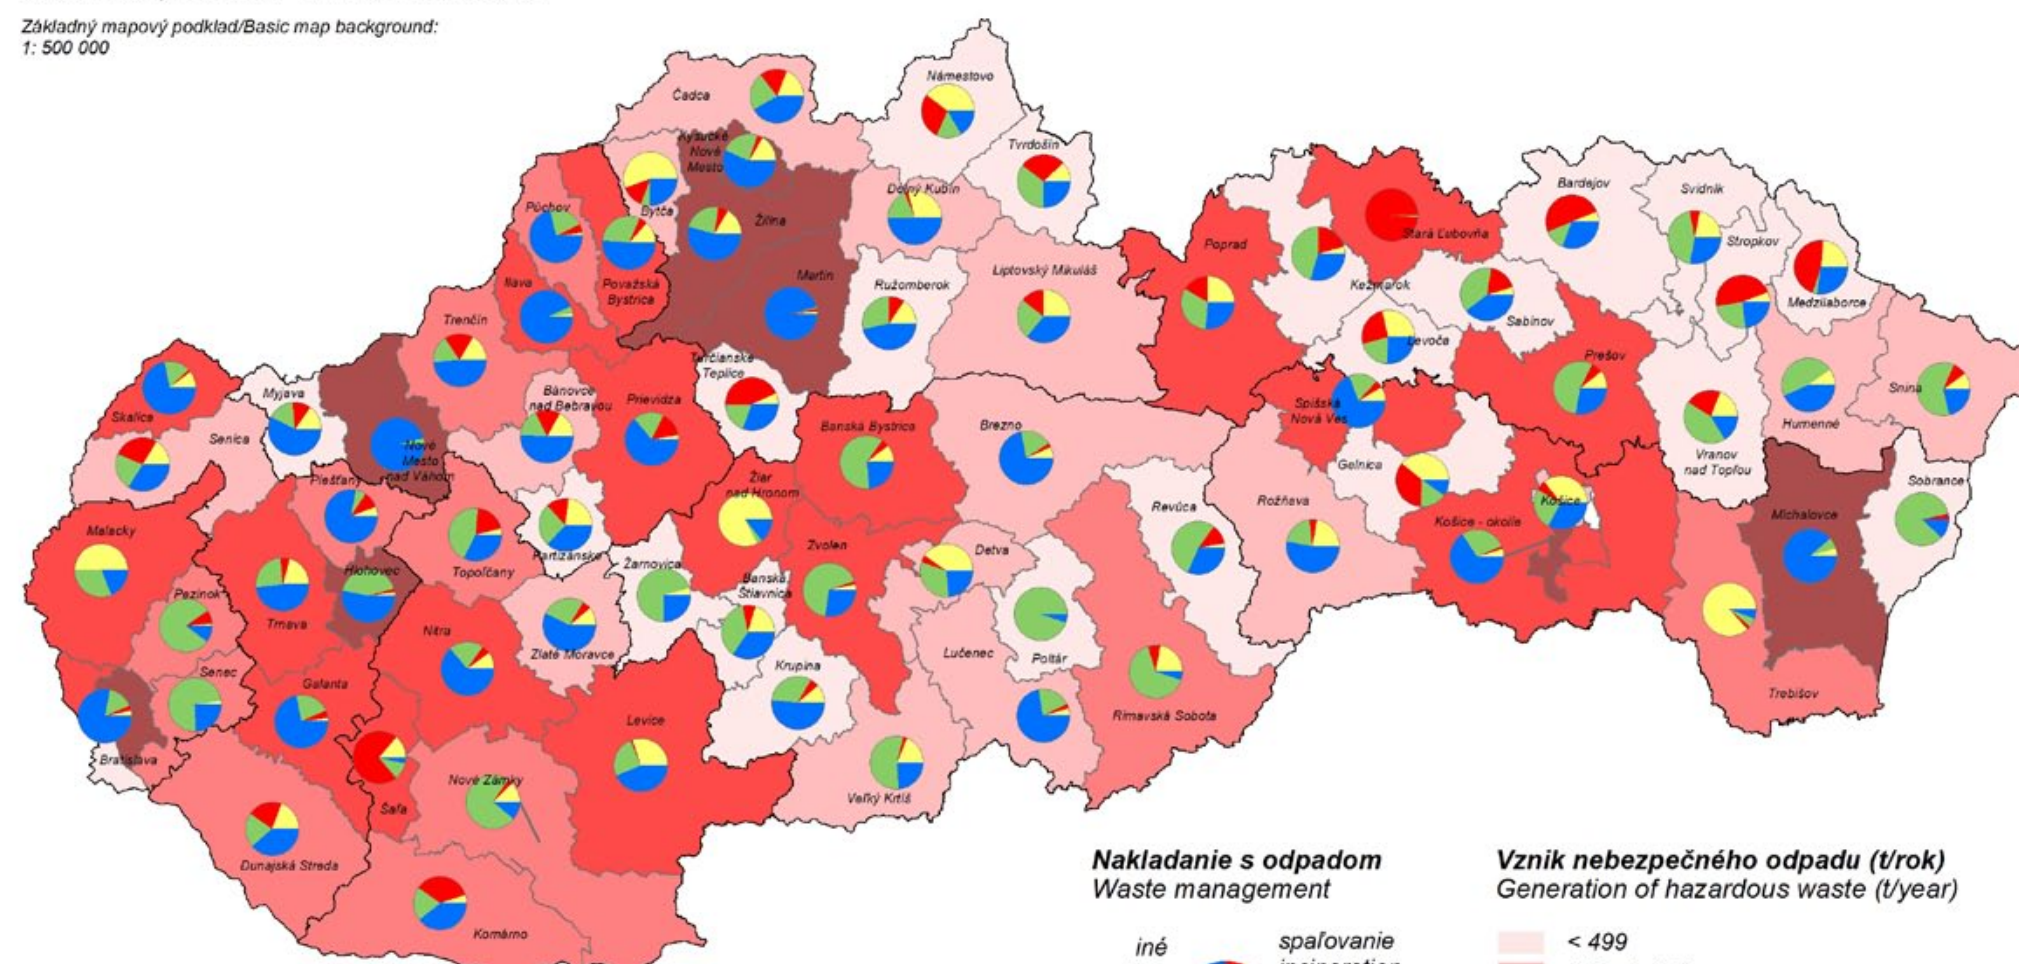 Základný mapový podklad/Basic map background:
1: 500 000
Námestovo
Čadca
Kysucké
Nové
Mesto
Tvrdošín
Dolný Kubín
Bytča
Púchov
Žilina
Považská
Bystrica
Ilava
Martin
Ružomberok
Liptovský Mikuláš
Poprad
Kežmarok
Stará Ľubovňa
Bardejov
Svidník
Stropkov
Medzilaborce
Sabinov
Levoča
Prešov
Snina
Humenné
Vranov
nad Topľou
Spišská
Nová Ves
Gelnica
Trenčín
Turčianske
Teplice
Bánovce
nad Bebravou
Prievidza
Banská Bystrica
Brezno
Skalica
Myjava
Senica
Nové
Mesto
nad Váhom
Piešťany
Žiar
nad Hronom
Partizánske
Topoľčany
Malacky
Hlohovec
Pezinok
Trnava
Žarnovica
Banská
Štiavnica
Zvolen
Detva
Revúca
Rožňava
Košice
Košice - okolie
Michalovce
Sobrance
Nitra
Zlaté Moravce
Krupina
Lučenec
Poltár
Senec
Galanta
Levice
Rimavská Sobota
Trebišov
Bratislava
Šaľa
Nové Zámky
Veľký Krtíš
Dunajská Streda
Komárno
Nakladanie s odpadom
Waste management
iné
spaľovanie
Vznik nebezpečného odpadu (t/rok)
Generation of hazardous waste (t/year)
< 499